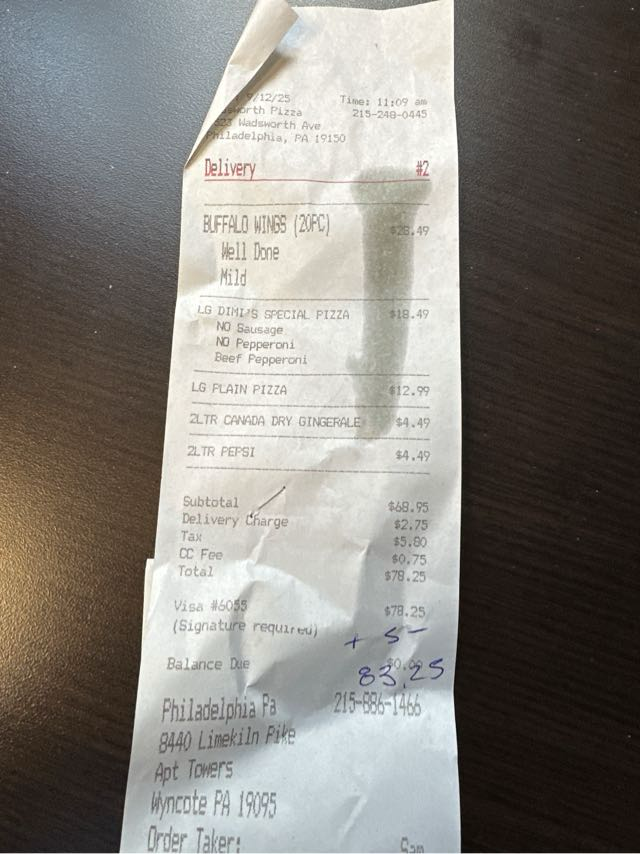 9/12/25 Time: 11:09 am
worth Pizza 215-248-0445
Wadsworth Ave
Philadelphia, PA 19150
Delivery #2
BUFFALO WINGS (20PC) $28.49
Well Done
Mild
LG DIMI'S SPECIAL PIZZA $18.49
NO Sausage
NO Pepperoni
Beef Pepperoni
LG PLAIN PIZZA $12.99
2LTR CANADA DRY GINGERALE $4.49
2LTR PEPSI $4.49
Subtotal $68.95
Delivery Charge $2.75
Tax $5.80
CC Fee $0.75
Total $78.25
Visa #6055 $78.25
(Signature required)
+ 5-
Balance Due $0.00
83.25
Philadelphia Pa 215-886-1466
8440 Limekiln Pike
Apt Towers
Wyncote PA 19095
Order Taker: Sam